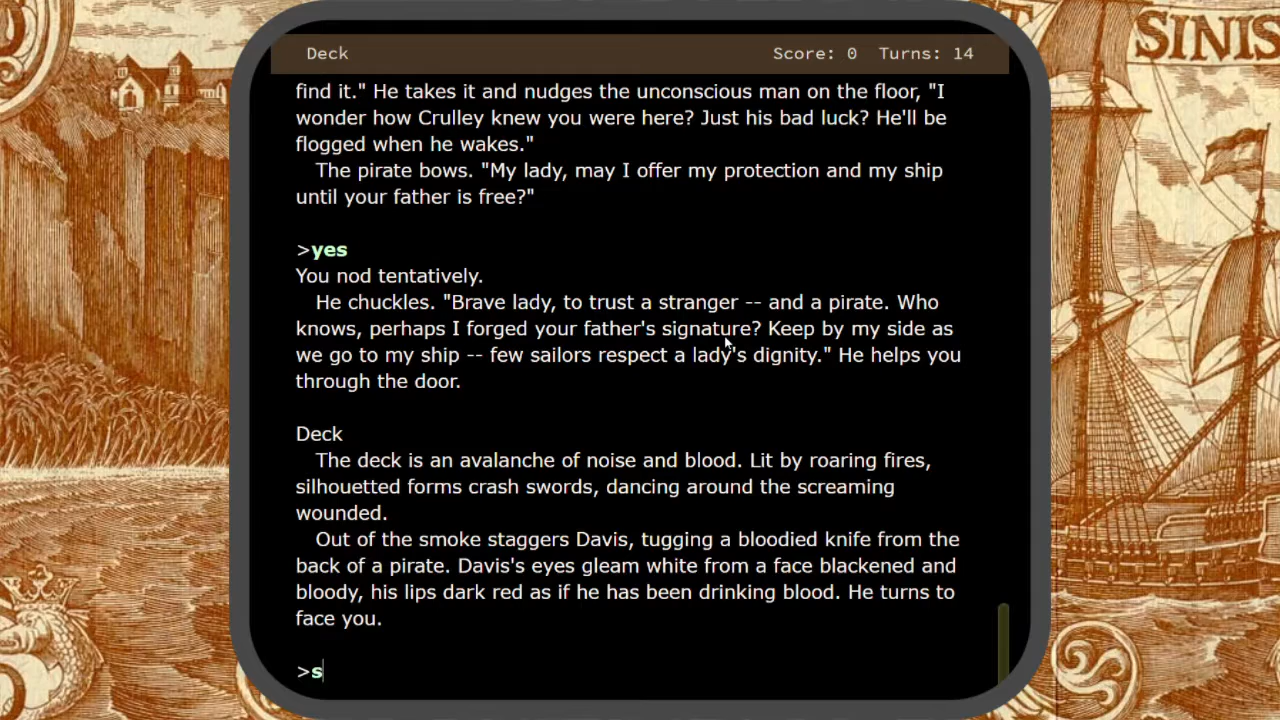 SINIS
Deck Score: 0 Turns: 14
find it." He takes it and nudges the unconscious man on the floor, "I
wonder how Crulley knew you were here? Just his bad luck? He'll be
flogged when he wakes."
The pirate bows. "My lady, may I offer my protection and my ship
until your father is free?"
>yes
You nod tentatively.
He chuckles. "Brave lady, to trust a stranger -- and a pirate. Who
knows, perhaps I forged your father's signature? Keep by my side as
we go to my ship -- few sailors respect a lady's dignity." He helps you
through the door.
Deck
The deck is an avalanche of noise and blood. Lit by roaring fires,
silhouetted forms crash swords, dancing around the screaming
wounded.
Out of the smoke staggers Davis, tugging a bloodied knife from the
back of a pirate. Davis's eyes gleam white from a face blackened and
bloody, his lips dark red as if he has been drinking blood. He turns to
face you.
>s